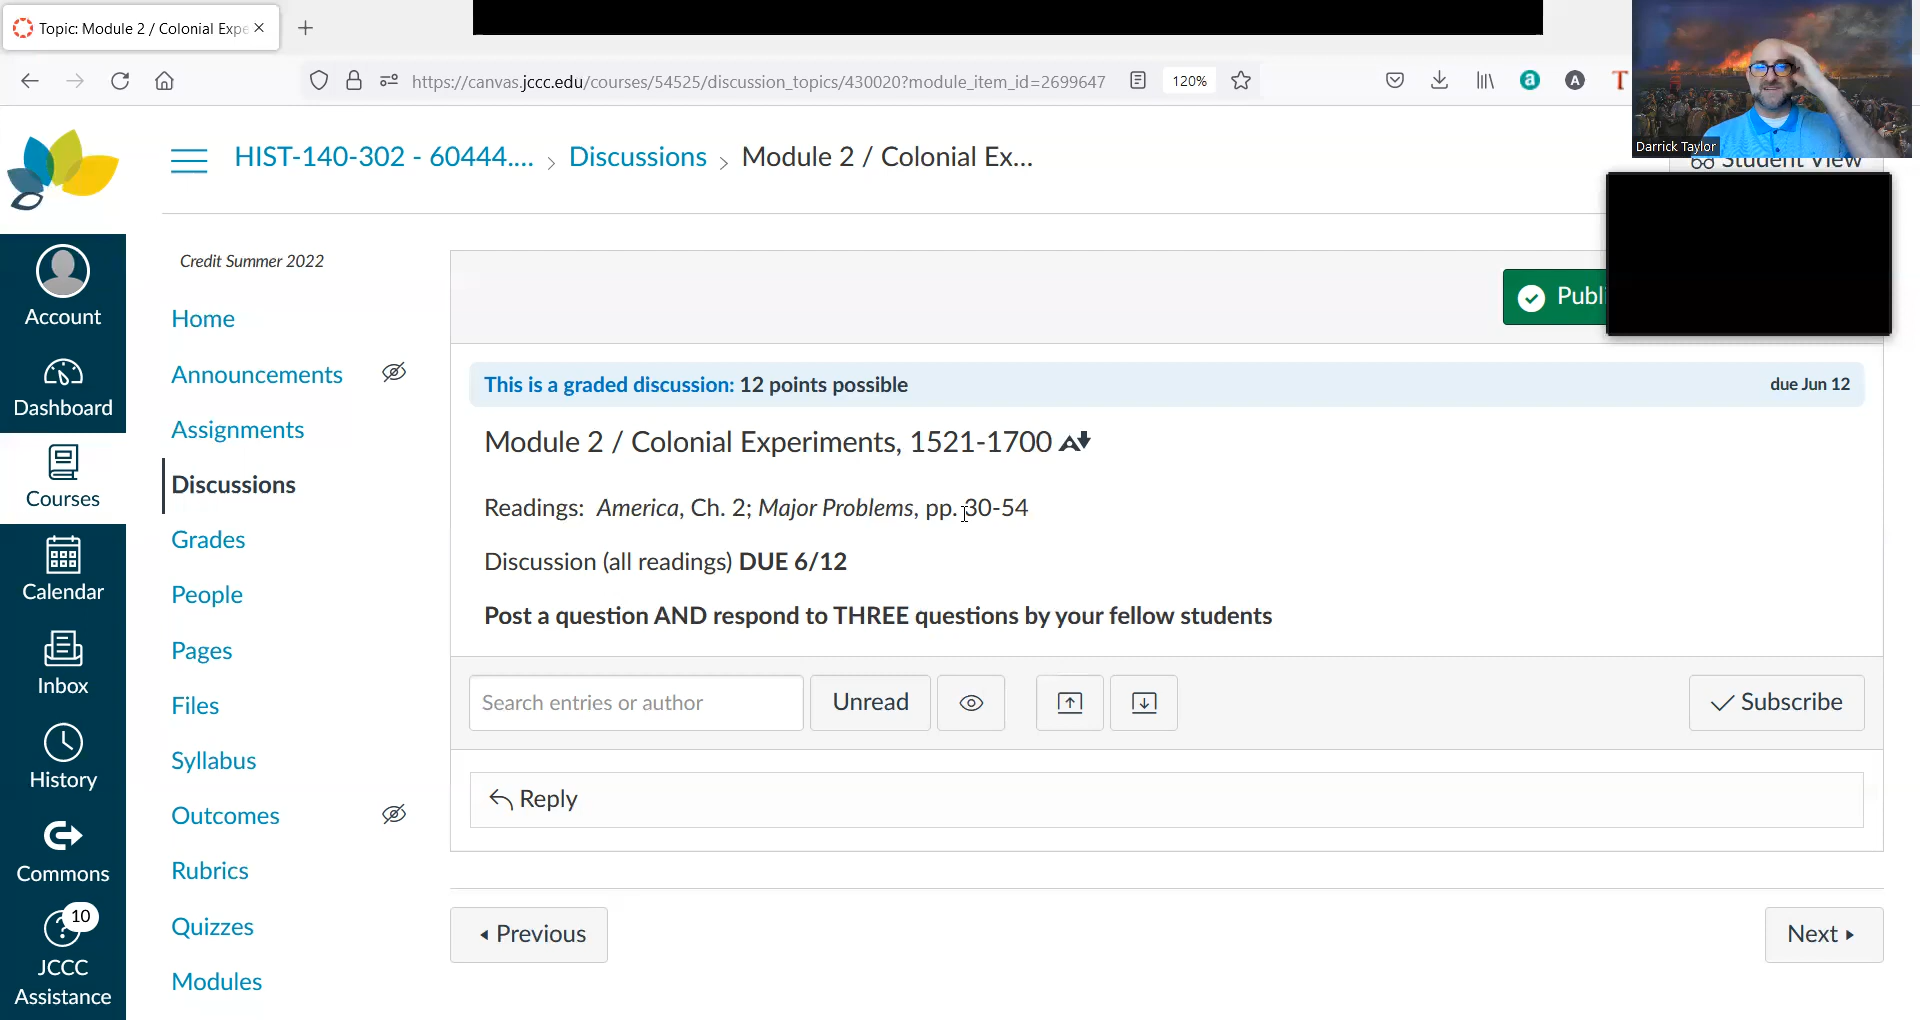 Topic: Module 2 / Colonial Expe
https://canvas.jccc.edu/courses/54525/discussion_topics/430020?module_item_id=2699647
120%
Darrick Taylor
HIST-140-302 - 60444.... > Discussions > Module 2 / Colonial Ex...
Student View
Account
Dashboard
Courses
Calendar
Inbox
History
Commons
10
JCCC
Assistance
Credit Summer 2022
Home
Announcements
Assignments
Discussions
Grades
People
Pages
Files
Syllabus
Outcomes
Rubrics
Quizzes
Modules
Publi
This is a graded discussion: 12 points possible
due Jun 12
Module 2 / Colonial Experiments, 1521-1700
Readings: America, Ch. 2; Major Problems, pp. 30-54
Discussion (all readings) DUE 6/12
Post a question AND respond to THREE questions by your fellow students
Search entries or author
Unread
Subscribe
Reply
Previous
Next